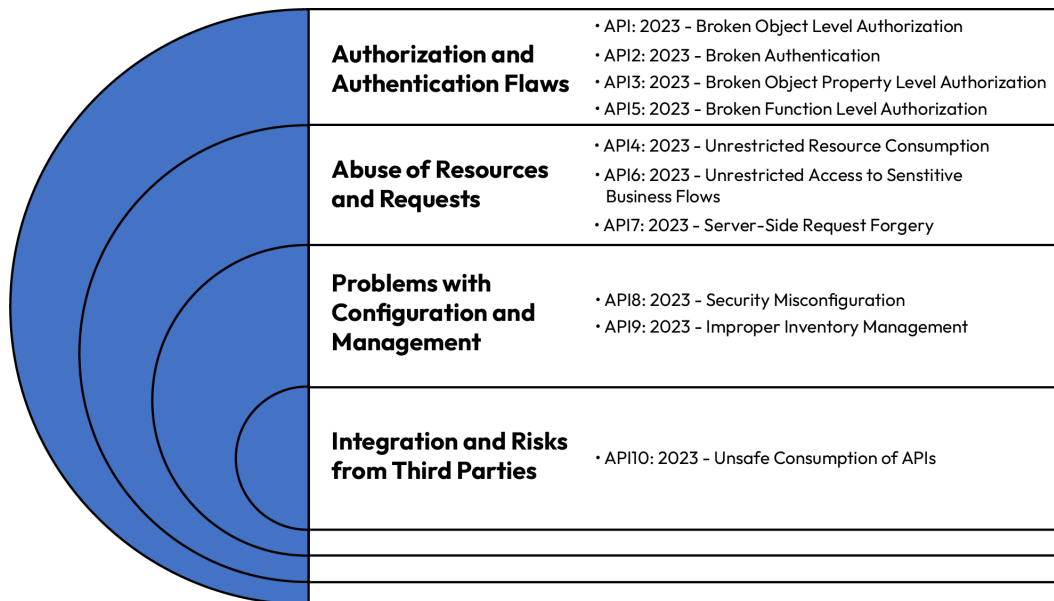 Authorization and
Authentication Flaws
• API: 2023 - Broken Object Level Authorization
• API2: 2023 - Broken Authentication
• API3: 2023 - Broken Object Property Level Authorization
• API5: 2023 - Broken Function Level Authorization
Abuse of Resources
and Requests
• API4: 2023 - Unrestricted Resource Consumption
• API6: 2023 - Unrestricted Access to Senstitive
Business Flows
• API7: 2023 - Server-Side Request Forgery
Problems with
Configuration and
Management
• API8: 2023 - Security Misconfiguration
• API9: 2023 - Improper Inventory Management
Integration and Risks
from Third Parties
• API10: 2023 - Unsafe Consumption of APIs